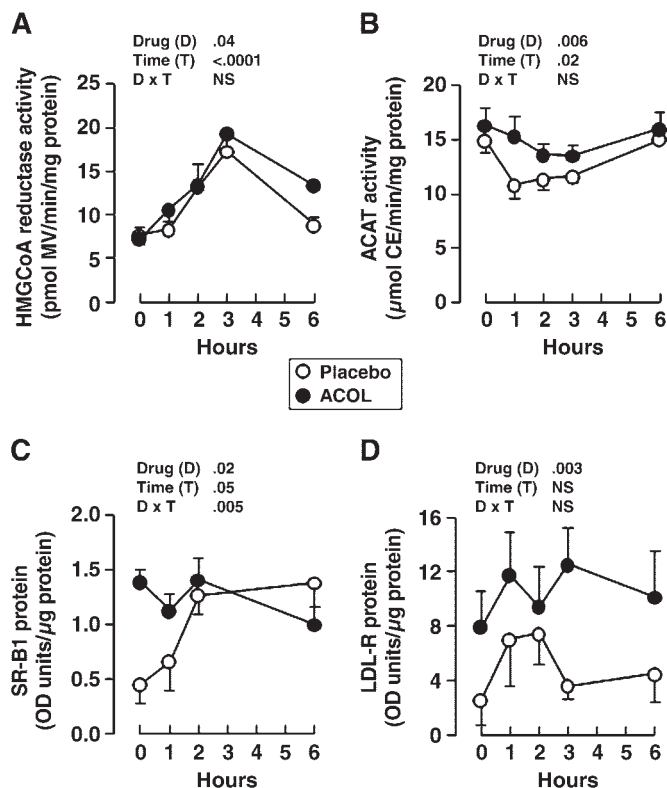 A
Drug (D) .04
Time (T) <.0001
D x T NS
HMGCoA reductase activity
(pmol MV/min/mg protein)
25
20
15
10
5
0
0 1 2 3 4 5 6
Hours
B
Drug (D) .006
Time (T) .02
D x T NS
ACAT activity
(µmol CE/min/mg protein)
20
15
10
5
0
0 1 2 3 4 5 6
Hours
Placebo
ACOL
C
Drug (D) .02
Time (T) .05
D x T .005
SR-B1 protein
(OD units/µg protein)
2.0
1.5
1.0
0.5
0.0
0 1 2 3 4 5 6
Hours
D
Drug (D) .003
Time (T) NS
D x T NS
LDL-R protein
(OD units/µg protein)
16
12
8
4
0
0 1 2 3 4 5 6
Hours